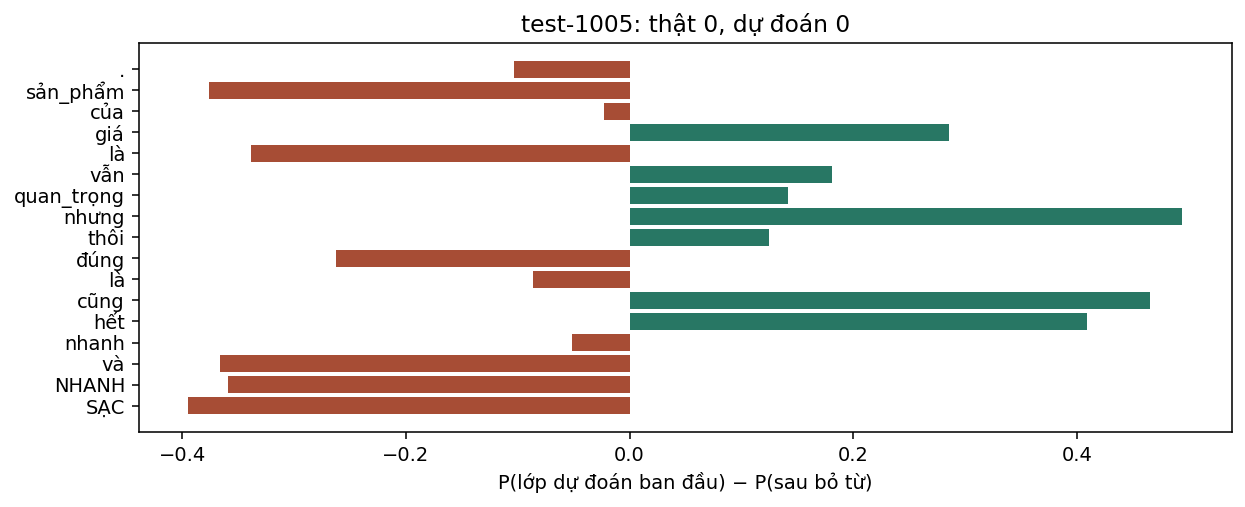 test-1005: thật 0, dự đoán 0
.
sản_phẩm
của
giá
là
vẫn
quan_trọng
nhưng
thôi
đúng
là
cũng
hết
nhanh
và
NHANH
SẠC
−0.4 −0.2 0.0 0.2 0.4
P(lớp dự đoán ban đầu) − P(sau bỏ từ)